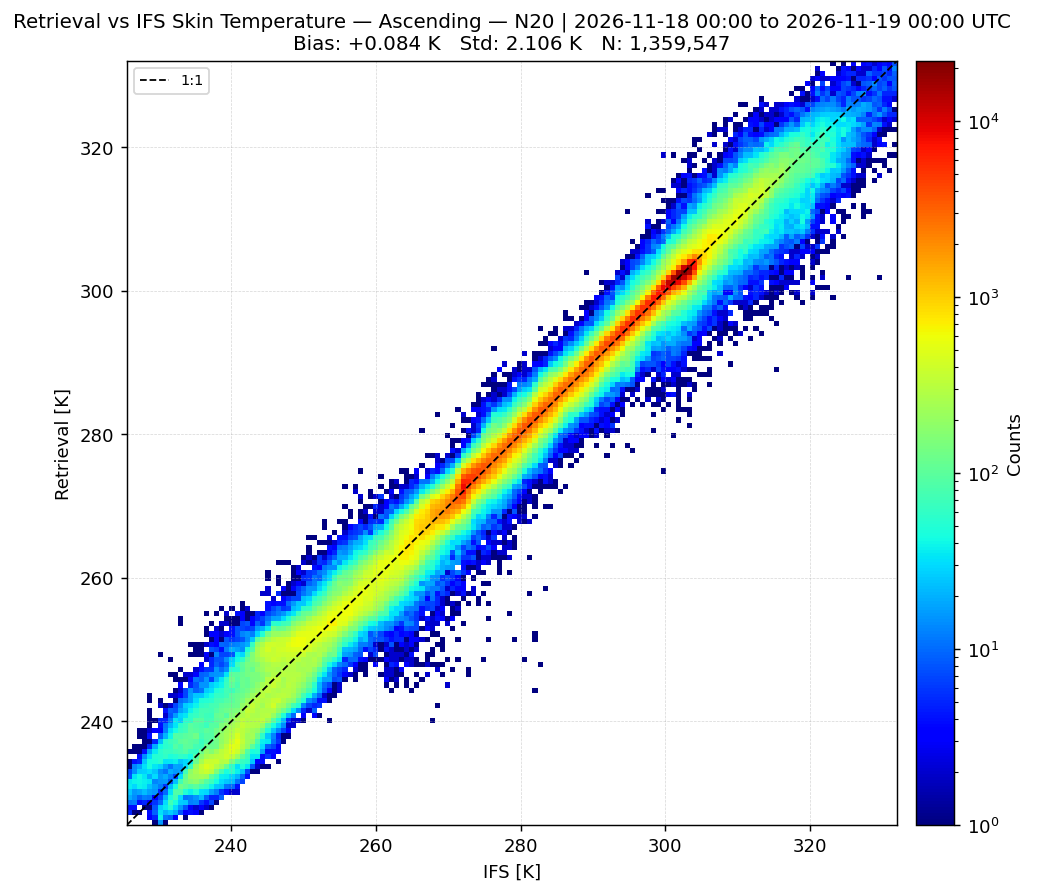 Retrieval vs IFS Skin Temperature — Ascending — N20 | 2026-11-18 00:00 to 2026-11-19 00:00 UTC
Bias: +0.084 K   Std: 2.106 K   N: 1,359,547
1:1
320
300
280
260
240
Retrieval [K]
240 260 280 300 320
IFS [K]
10⁴
10³
10²
10¹
10⁰
Counts